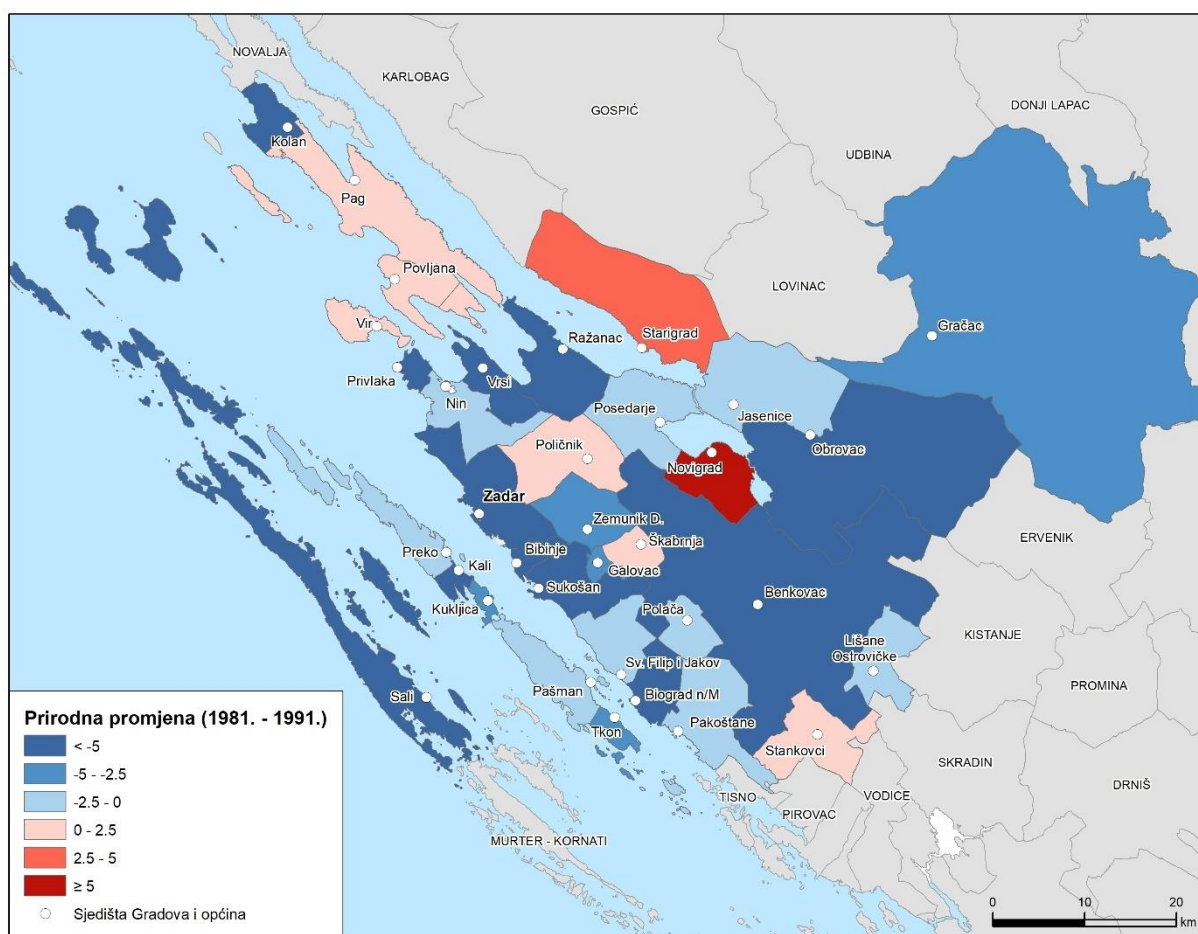 NOVALJA
KARLOBAG
GOSPIĆ
DONJI LAPAC
UDBINA
Kolan
Pag
Povljana
LOVINAC
Vir
Starigrad
Gračac
Ražanac
Privlaka
Vrsi
Nin
Posedarje
Jasenice
Obrovac
Poličnik
Novigrad
Zadar
Zemunik D.
Škabrnja
ERVENIK
Preko
Kali
Bibinje
Galovac
Sukošan
Kukljica
Benkovac
Polača
KISTANJE
Lišane
Ostrovičke
Sv. Filip i Jakov
Sali
Pašman
Biograd n/M
PROMINA
Tkon
Pakoštane
Stankovci
SKRADIN
DRNIŠ
TISNO
VODICE
PIROVAC
MURTER - KORNATI
Prirodna promjena (1981. - 1991.)
< -5
-5 - -2.5
-2.5 - 0
0 - 2.5
2.5 - 5
≥ 5
Sjedišta Gradova i općina
0 10 20
km